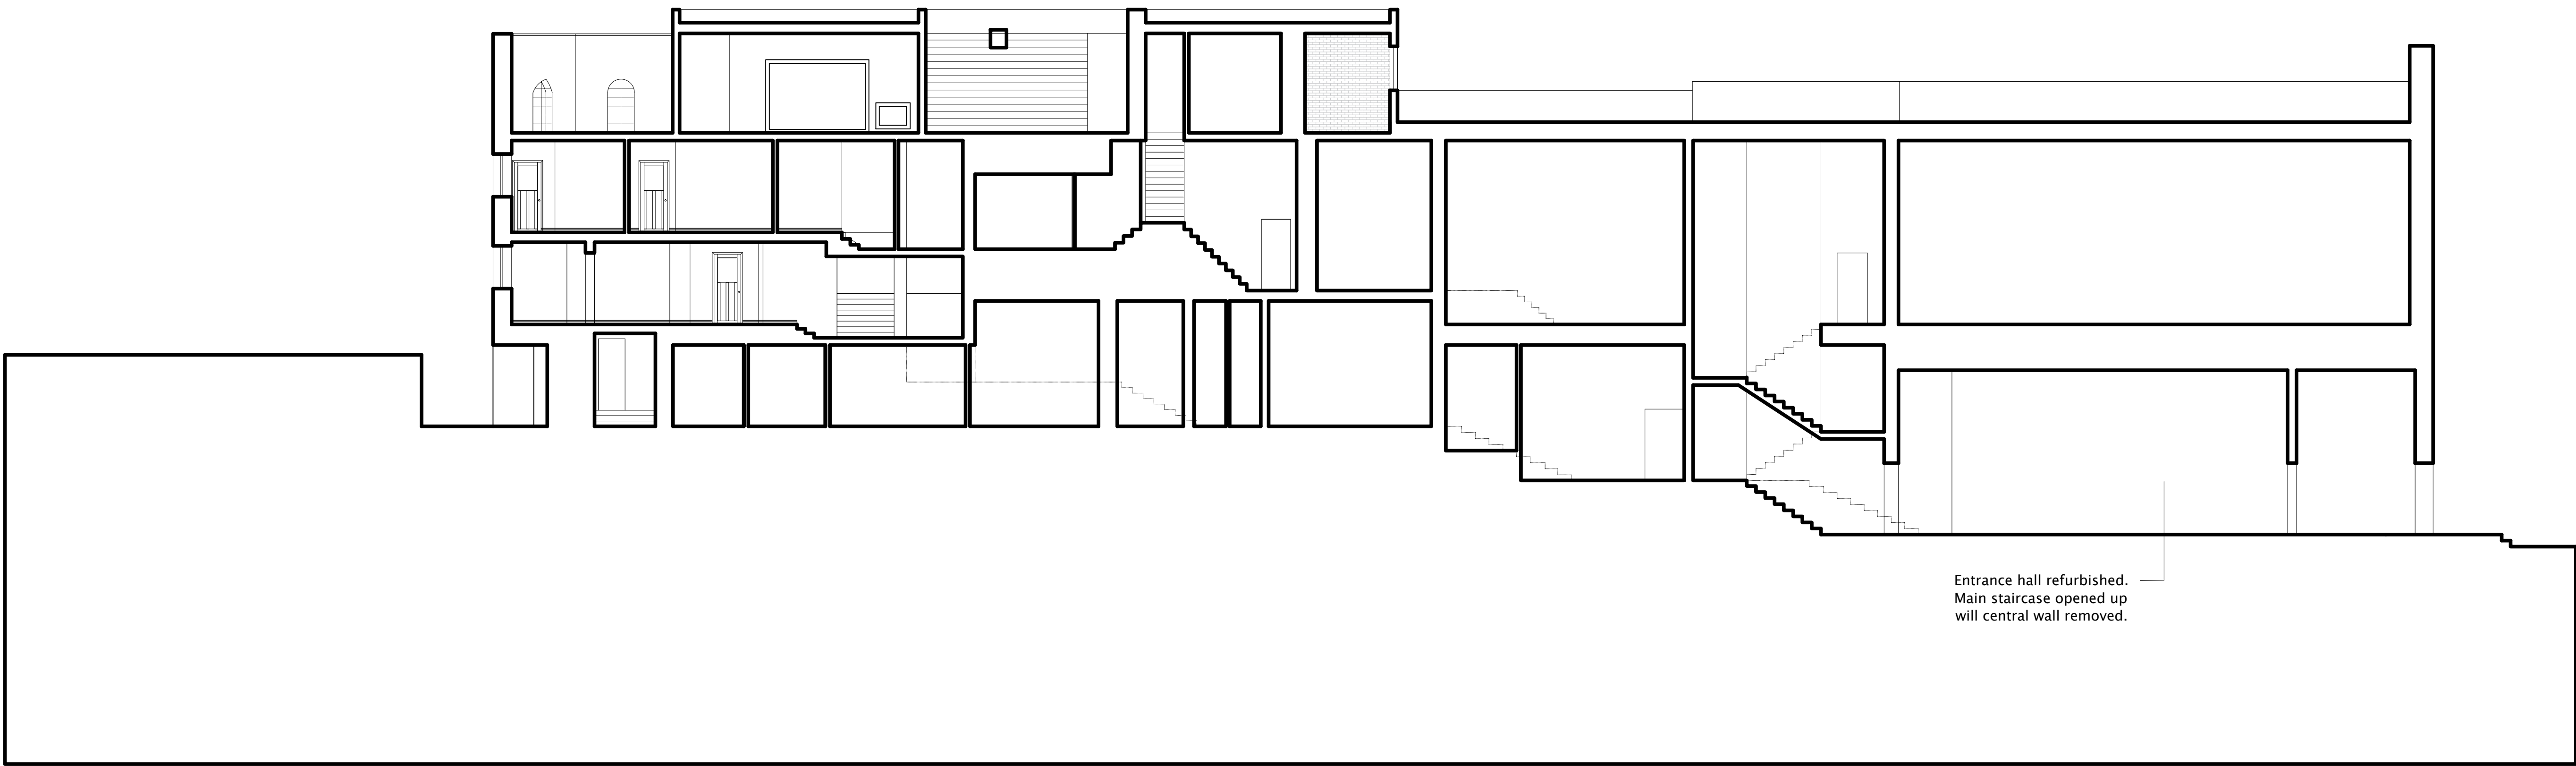 Entrance hall refurbished.
Main staircase opened up
will central wall removed.